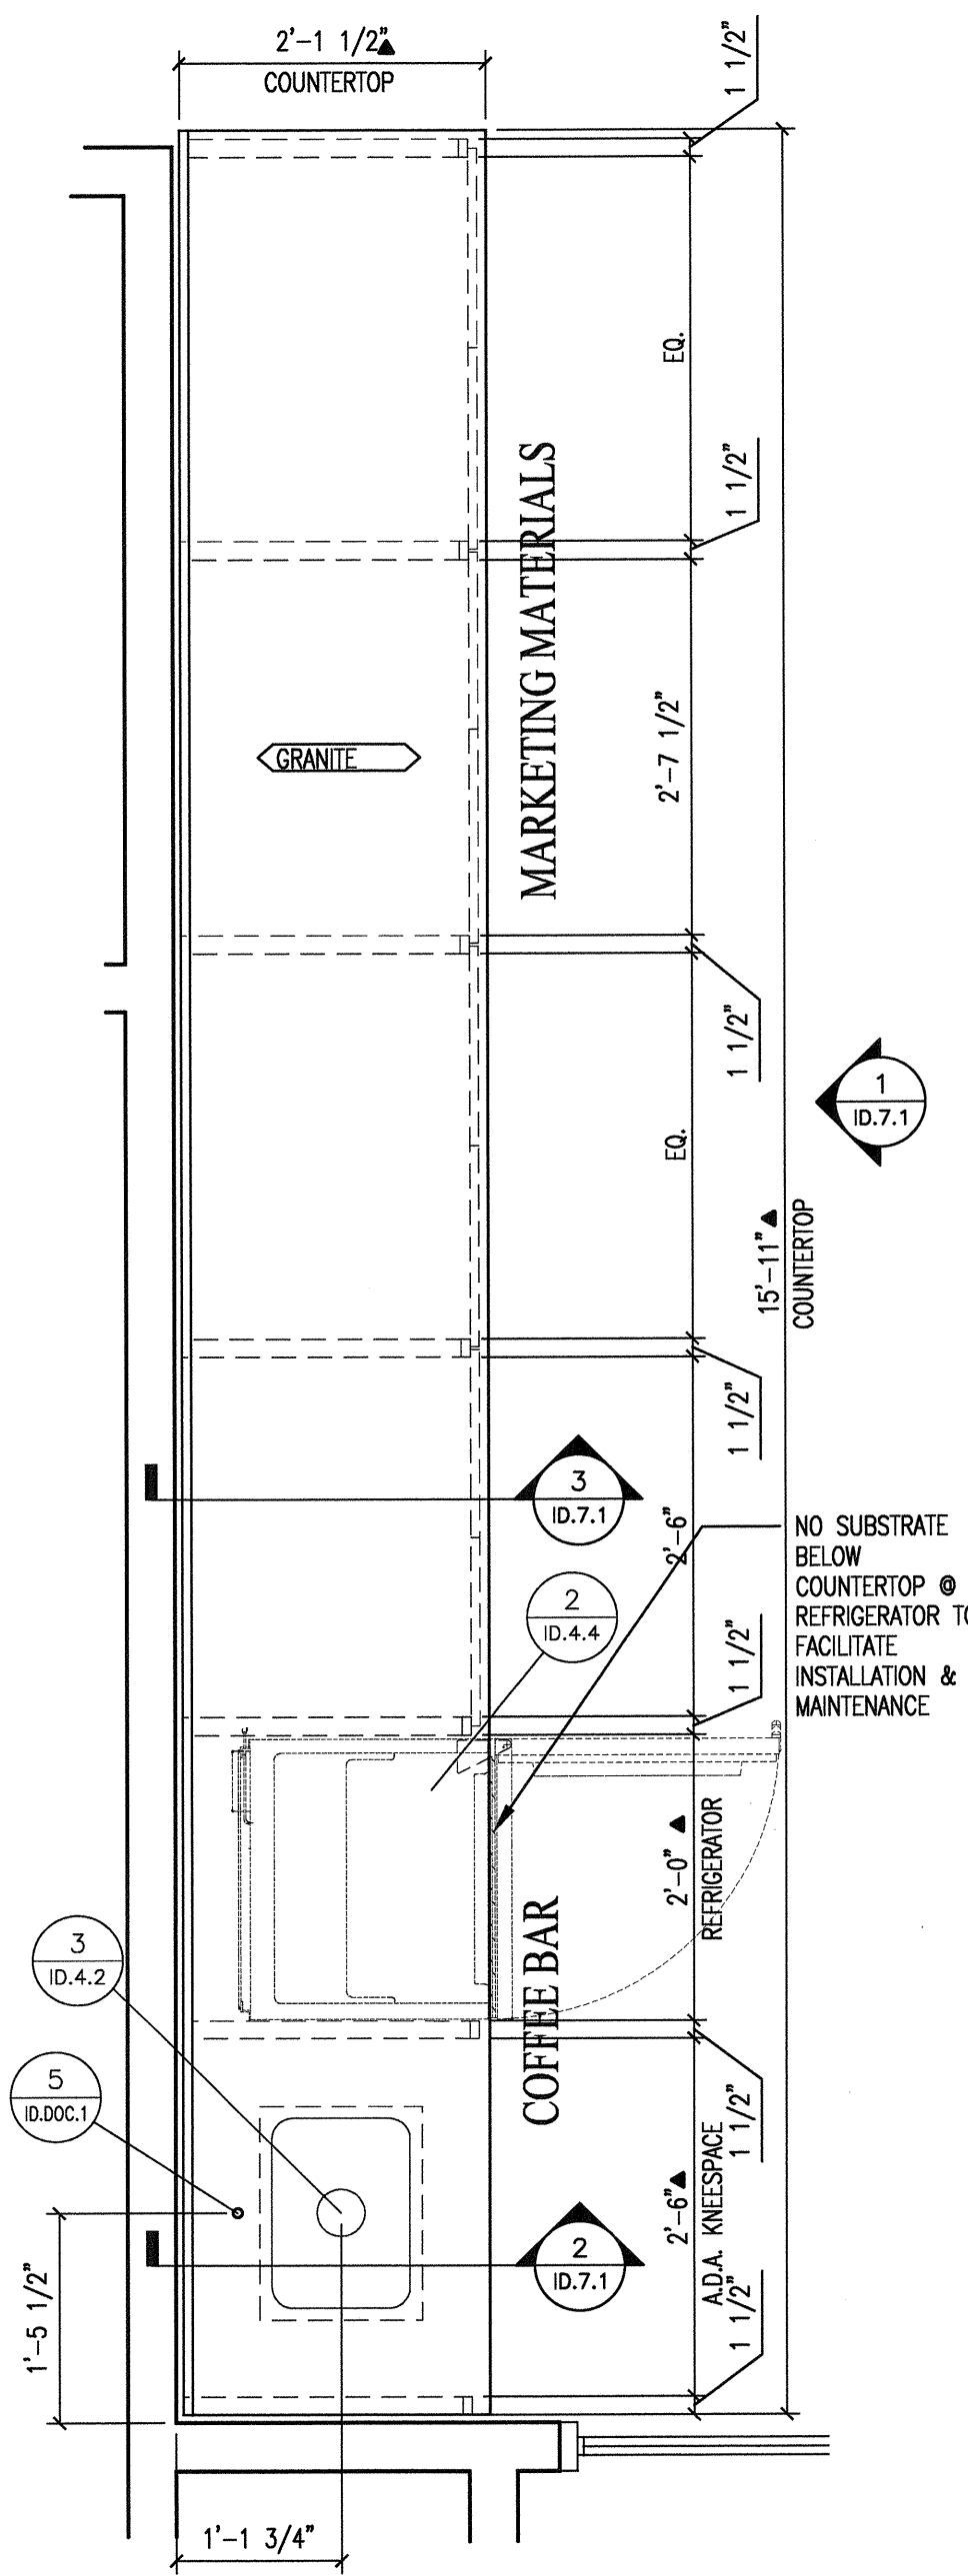 2'-1 1/2"
COUNTERTOP
1 1/2"
EQ.
1 1/2"
MARKETING MATERIALS
2'-7 1/2"
GRANITE
1 1/2"
1
ID.7.1
EQ.
15'-11"
COUNTERTOP
1 1/2"
3
ID.7.1
2'-6"
NO SUBSTRATE
BELOW
COUNTERTOP @
REFRIGERATOR TO
FACILITATE
INSTALLATION &
MAINTENANCE
2
ID.4.4
1 1/2"
2'-0"
REFRIGERATOR
COFFEE BAR
3
ID.4.2
5
ID.DOC.1
1 1/2"
2'-6"
A.D.A. KNEESPACE
2
ID.7.1
1 1/2"
1'-5 1/2"
1'-1 3/4"